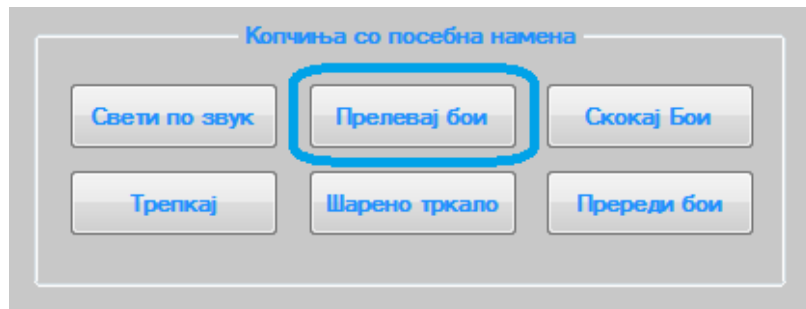 Копчиња со посебна намена
Свети по звук Прелевај бои Скокај Бои
Трепкај Шарено тркало Пререди бои